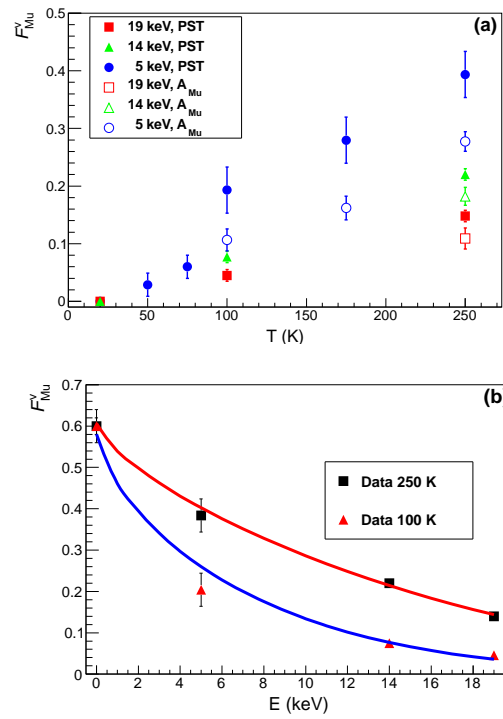 F^v_Mu
(a)
19 keV, PST
14 keV, PST
5 keV, PST
19 keV, A_Mu
14 keV, A_Mu
5 keV, A_Mu
0.5
0.4
0.3
0.2
0.1
0
0 50 100 150 200 250
T (K)
F^v_Mu
(b)
0.7
0.6
0.5
0.4
0.3
0.2
0.1
0
Data 250 K
Data 100 K
0 2 4 6 8 10 12 14 16 18
E (keV)